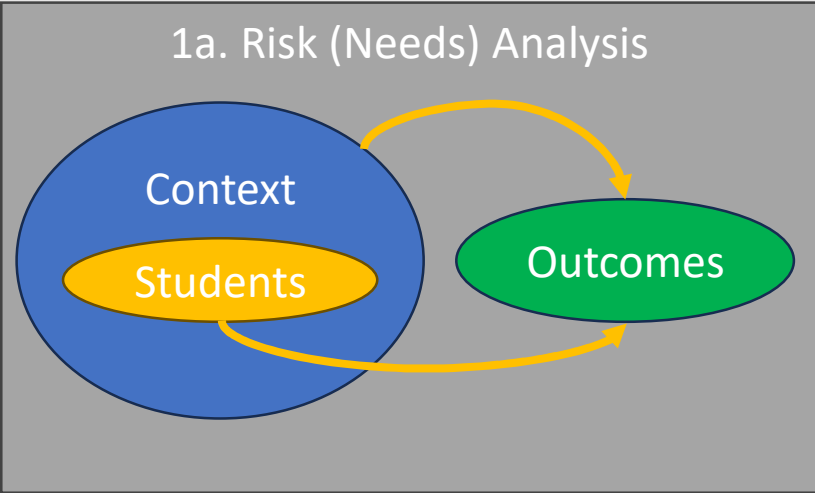 1a. Risk (Needs) Analysis
Context
Students
Outcomes